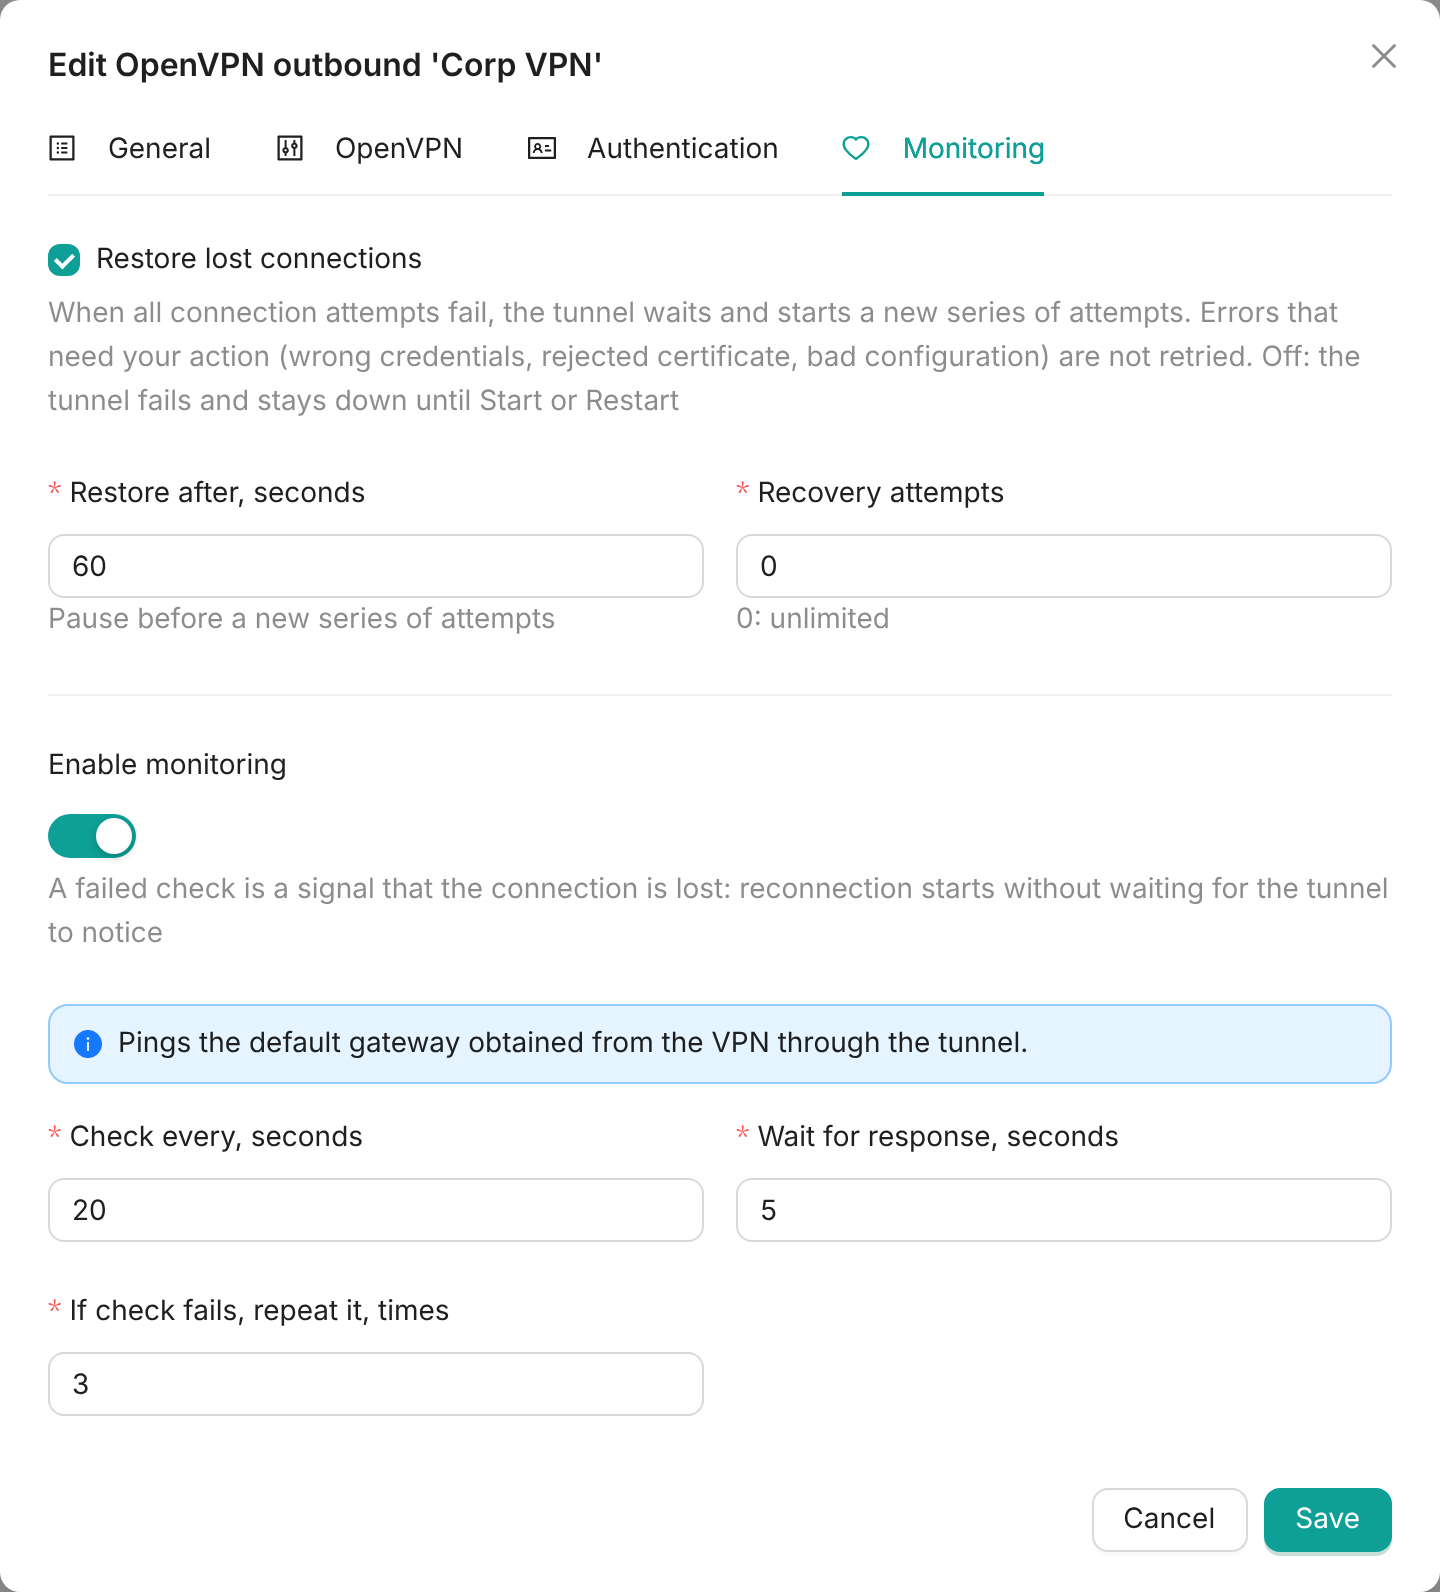 Edit OpenVPN outbound 'Corp VPN'
General OpenVPN Authentication Monitoring
Restore lost connections
When all connection attempts fail, the tunnel waits and starts a new series of attempts. Errors that
need your action (wrong credentials, rejected certificate, bad configuration) are not retried. Off: the
tunnel fails and stays down until Start or Restart
* Restore after, seconds
60
Pause before a new series of attempts
* Recovery attempts
0
0: unlimited
Enable monitoring
A failed check is a signal that the connection is lost: reconnection starts without waiting for the tunnel
to notice
Pings the default gateway obtained from the VPN through the tunnel.
* Check every, seconds
20
* Wait for response, seconds
5
* If check fails, repeat it, times
3
Cancel Save